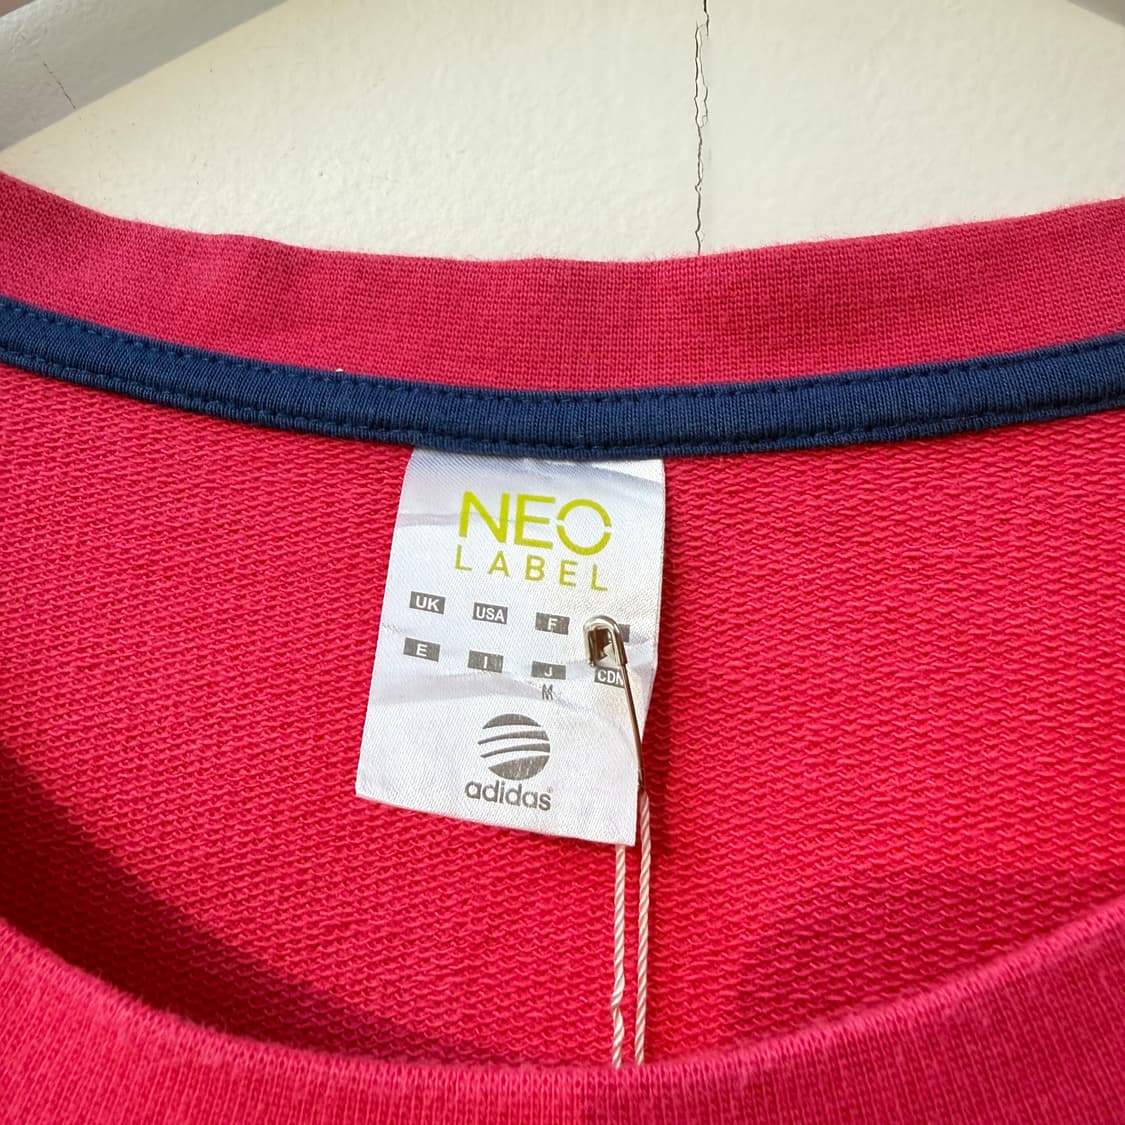 NEO
LABEL
UK USA F
E I J CDN
M
adidas®